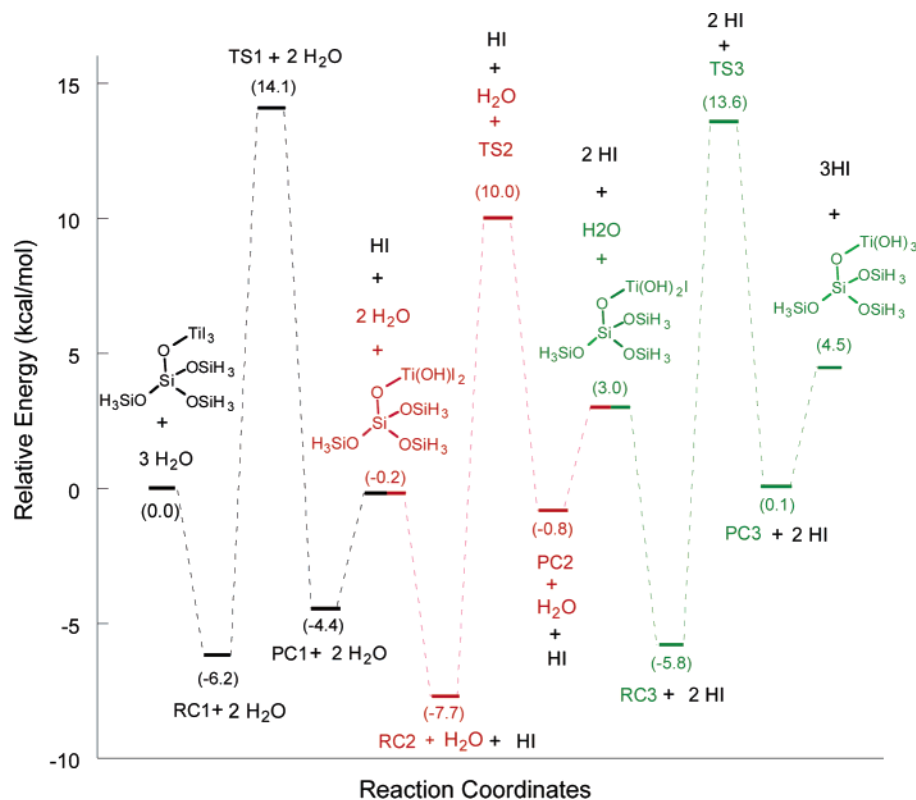 Relative Energy (kcal/mol)
15
10
5
0
-5
-10
Reaction Coordinates
TiI3
O
Si
OSiH3
H3SiO
OSiH3
+
3 H2O
(0.0)
(-6.2)
RC1+ 2 H2O
TS1 + 2 H2O
(14.1)
(-4.4)
PC1+ 2 H2O
HI
+
2 H2O
+
Ti(OH)I2
O
Si
OSiH3
H3SiO
OSiH3
(-0.2)
(-7.7)
RC2 + H2O + HI
HI
+
H2O
+
TS2
(10.0)
(-0.8)
PC2
+
H2O
+
HI
2 HI
+
H2O
+
Ti(OH)2I
O
Si
OSiH3
H3SiO
OSiH3
(3.0)
(-5.8)
RC3 + 2 HI
2 HI
+
TS3
(13.6)
(0.1)
PC3 + 2 HI
3HI
+
Ti(OH)3
O
Si
OSiH3
H3SiO
OSiH3
(4.5)